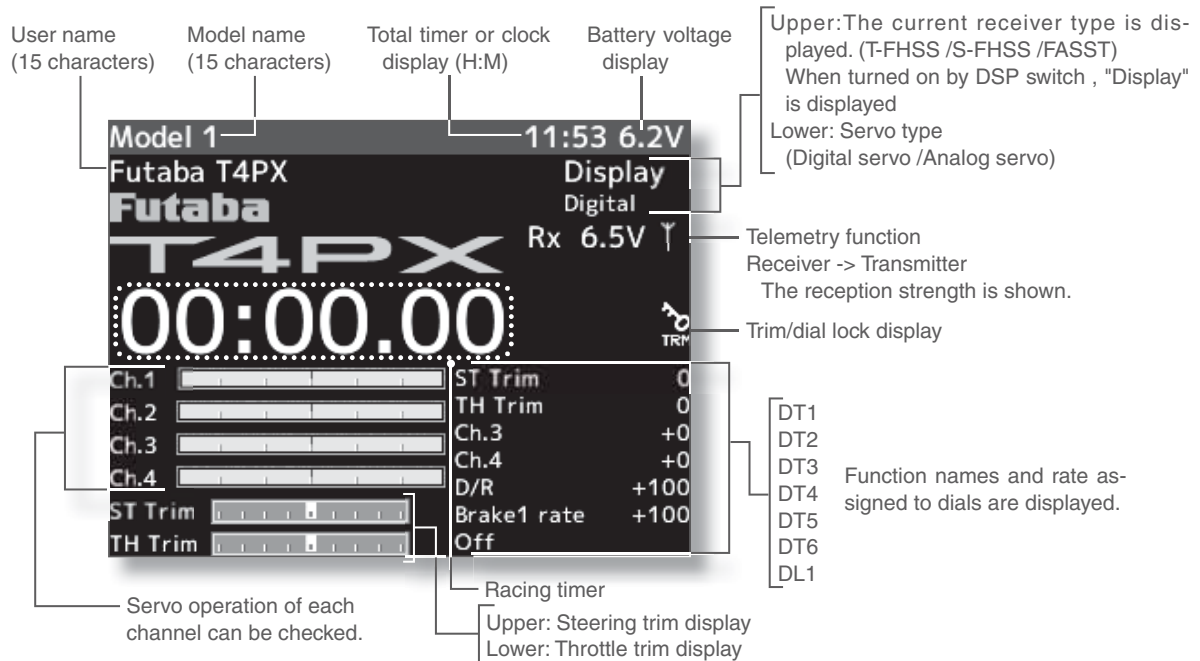 User name
(15 characters)
Model name
(15 characters)
Total timer or clock
display (H:M)
Battery voltage
display
Upper:The current receiver type is dis-
played. (T-FHSS /S-FHSS /FASST)
When turned on by DSP switch , "Display"
is displayed
Lower: Servo type
(Digital servo /Analog servo)
Model 1
11:53 6.2V
Futaba T4PX
Display
Digital
Futaba
T4PX
Rx 6.5V
Telemetry function
Receiver -> Transmitter
The reception strength is shown.
00:00.00
TRM
Trim/dial lock display
Ch.1
Ch.2
Ch.3
Ch.4
ST Trim
TH Trim
ST Trim 0
TH Trim 0
Ch.3 +0
Ch.4 +0
D/R +100
Brake1 rate +100
Off
DT1
DT2
DT3
DT4
DT5
DT6
DL1
Function names and rate as-
signed to dials are displayed.
Servo operation of each
channel can be checked.
Racing timer
Upper: Steering trim display
Lower: Throttle trim display